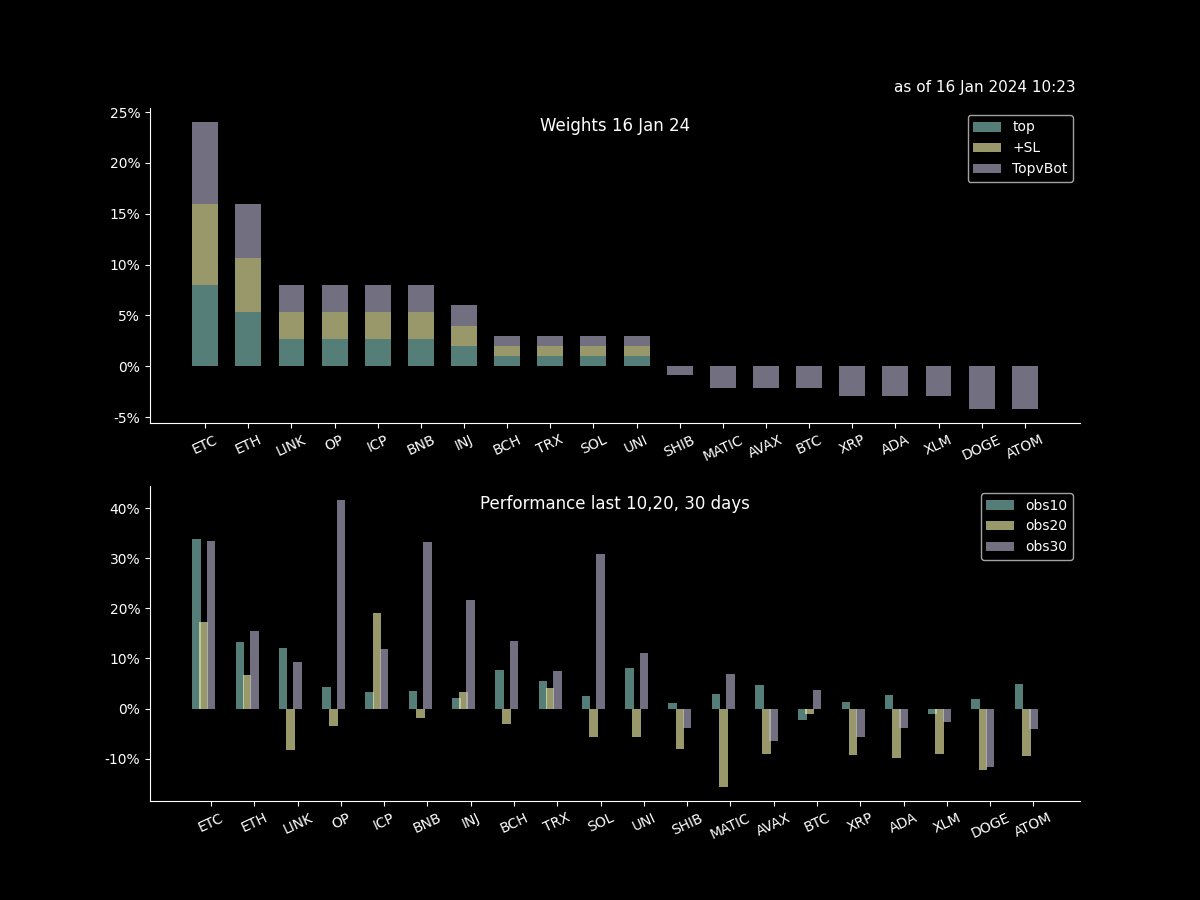 as of 16 Jan 2024 10:23
Weights 16 Jan 24
top
+SL
TopvBot
25%
20%
15%
10%
5%
0%
-5%
ETC ETH LINK OP ICP BNB INJ BCH TRX SOL UNI SHIB MATIC AVAX BTC XRP ADA XLM DOGE ATOM
Performance last 10,20, 30 days
obs10
obs20
obs30
40%
30%
20%
10%
0%
-10%
ETC ETH LINK OP ICP BNB INJ BCH TRX SOL UNI SHIB MATIC AVAX BTC XRP ADA XLM DOGE ATOM